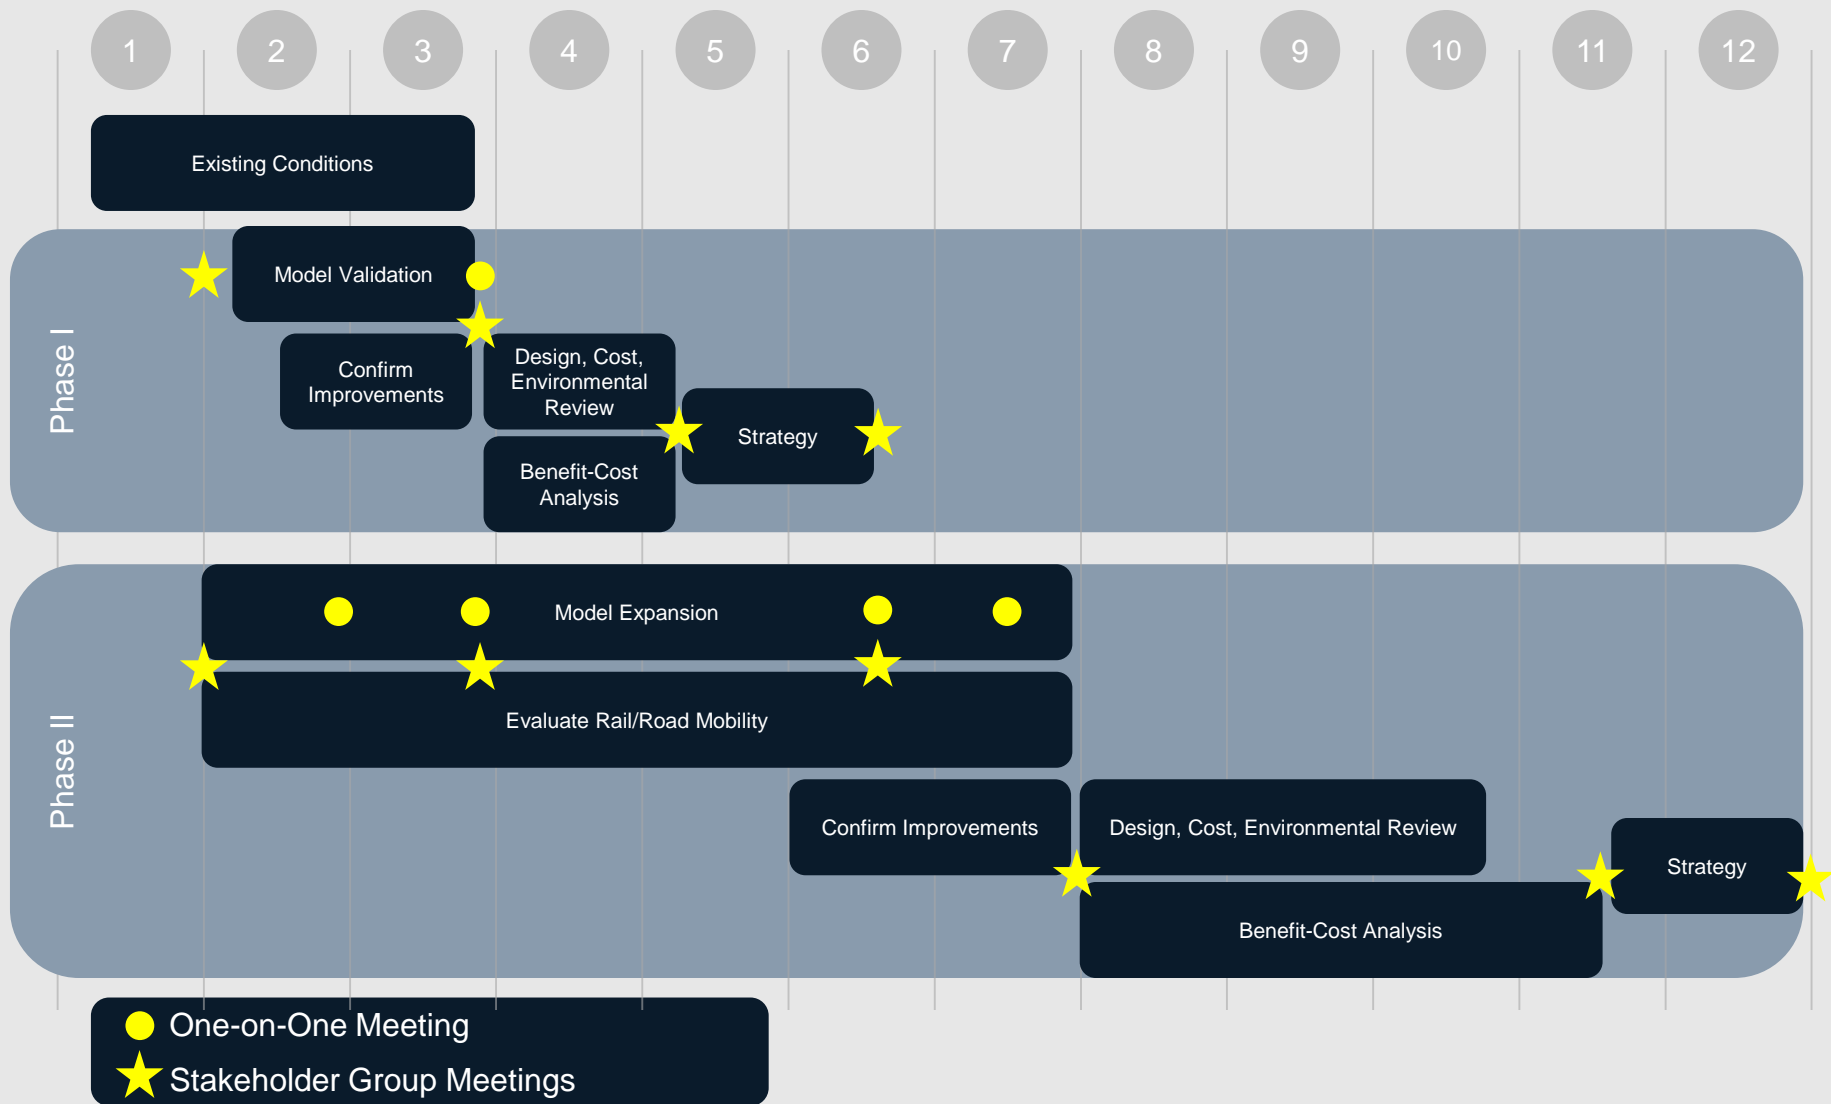 1
2
3
4
5
6
7
8
9
10
11
12
Existing Conditions
Phase I
Model Validation
Confirm
Improvements
Design, Cost,
Environmental
Review
Strategy
Benefit-Cost
Analysis
Phase II
Model Expansion
Evaluate Rail/Road Mobility
Confirm Improvements
Design, Cost, Environmental Review
Strategy
Benefit-Cost Analysis
One-on-One Meeting
Stakeholder Group Meetings